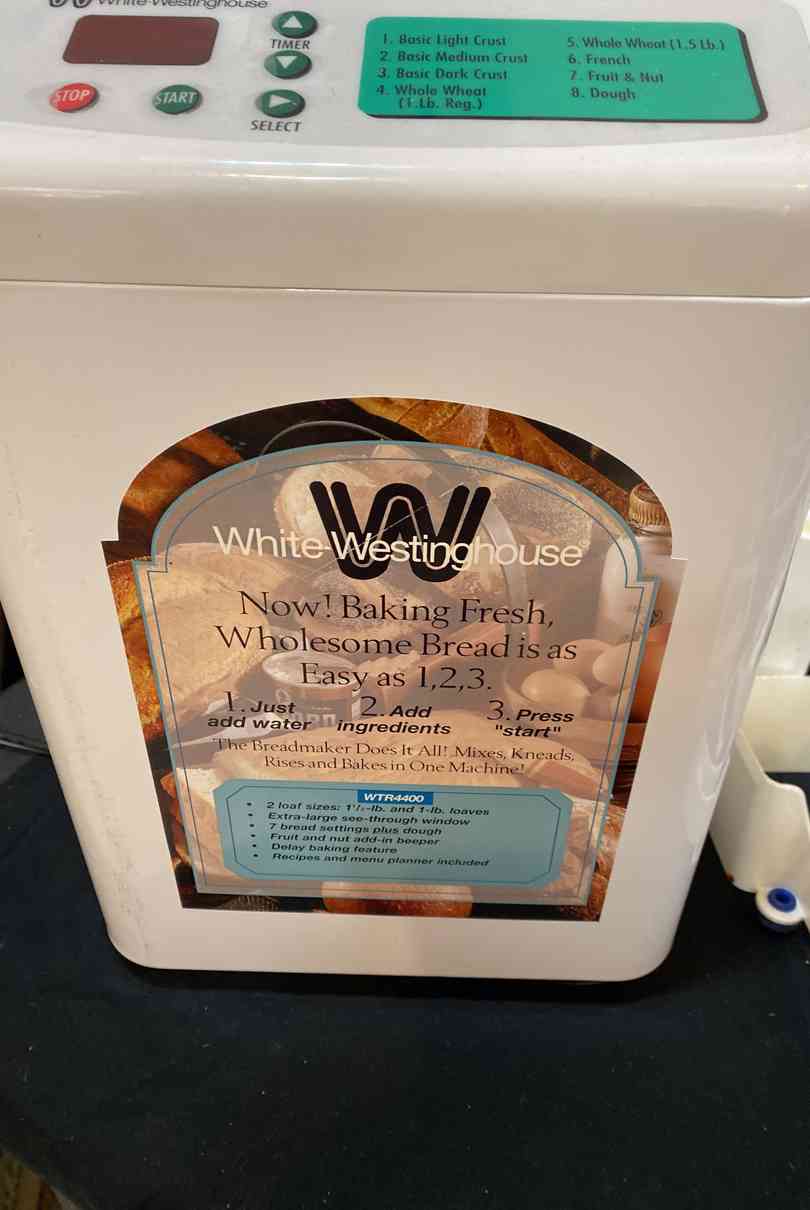 White-Westinghouse
TIMER
STOP
START
SELECT
1. Basic Light Crust
2. Basic Medium Crust
3. Basic Dark Crust
4. Whole Wheat
(1 Lb. Reg.)
5. Whole Wheat (1.5 Lb.)
6. French
7. Fruit & Nut
8. Dough
White-Westinghouse
Now! Baking Fresh,
Wholesome Bread is as
Easy as 1,2,3.
1. Just
add water
2. Add
ingredients
3. Press
"start"
The Breadmaker Does It All! Mixes, Kneads,
Rises and Bakes in One Machine!
WTR4400
• 2 loaf sizes: 1½-lb. and 1-lb. loaves
• Extra-large see-through window
• 7 bread settings plus dough
• Fruit and nut add-in beeper
• Delay baking feature
• Recipes and menu planner included